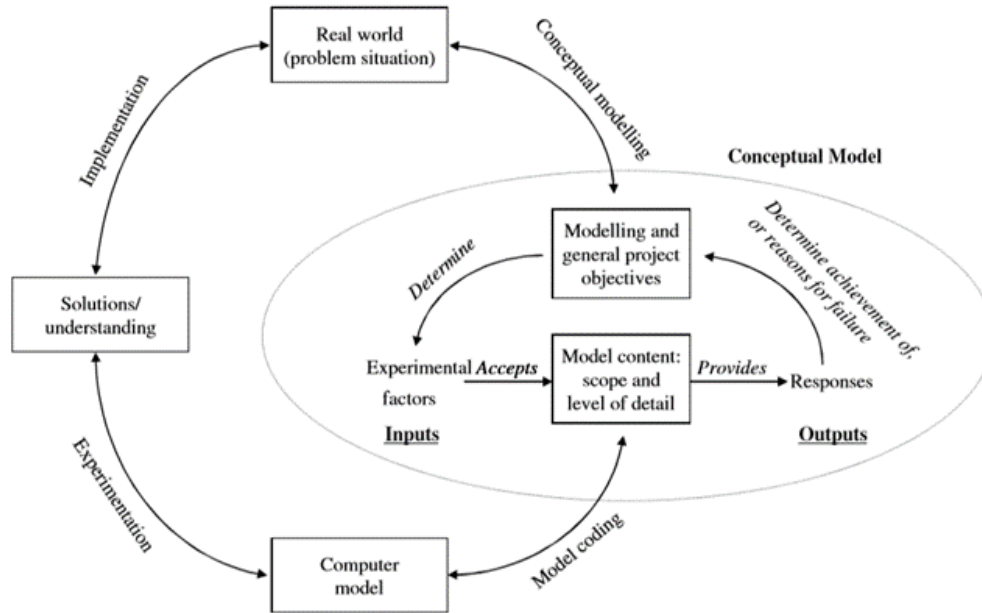 Real world
(problem situation)
Conceptual modelling
Implementation
Conceptual Model
Modelling and
general project
objectives
Determine
Determine achievement of,
or reasons for failure
Solutions/
understanding
Experimental
factors
Accepts
Model content:
scope and
level of detail
Provides
Responses
Inputs
Outputs
Experimentation
Model coding
Computer
model